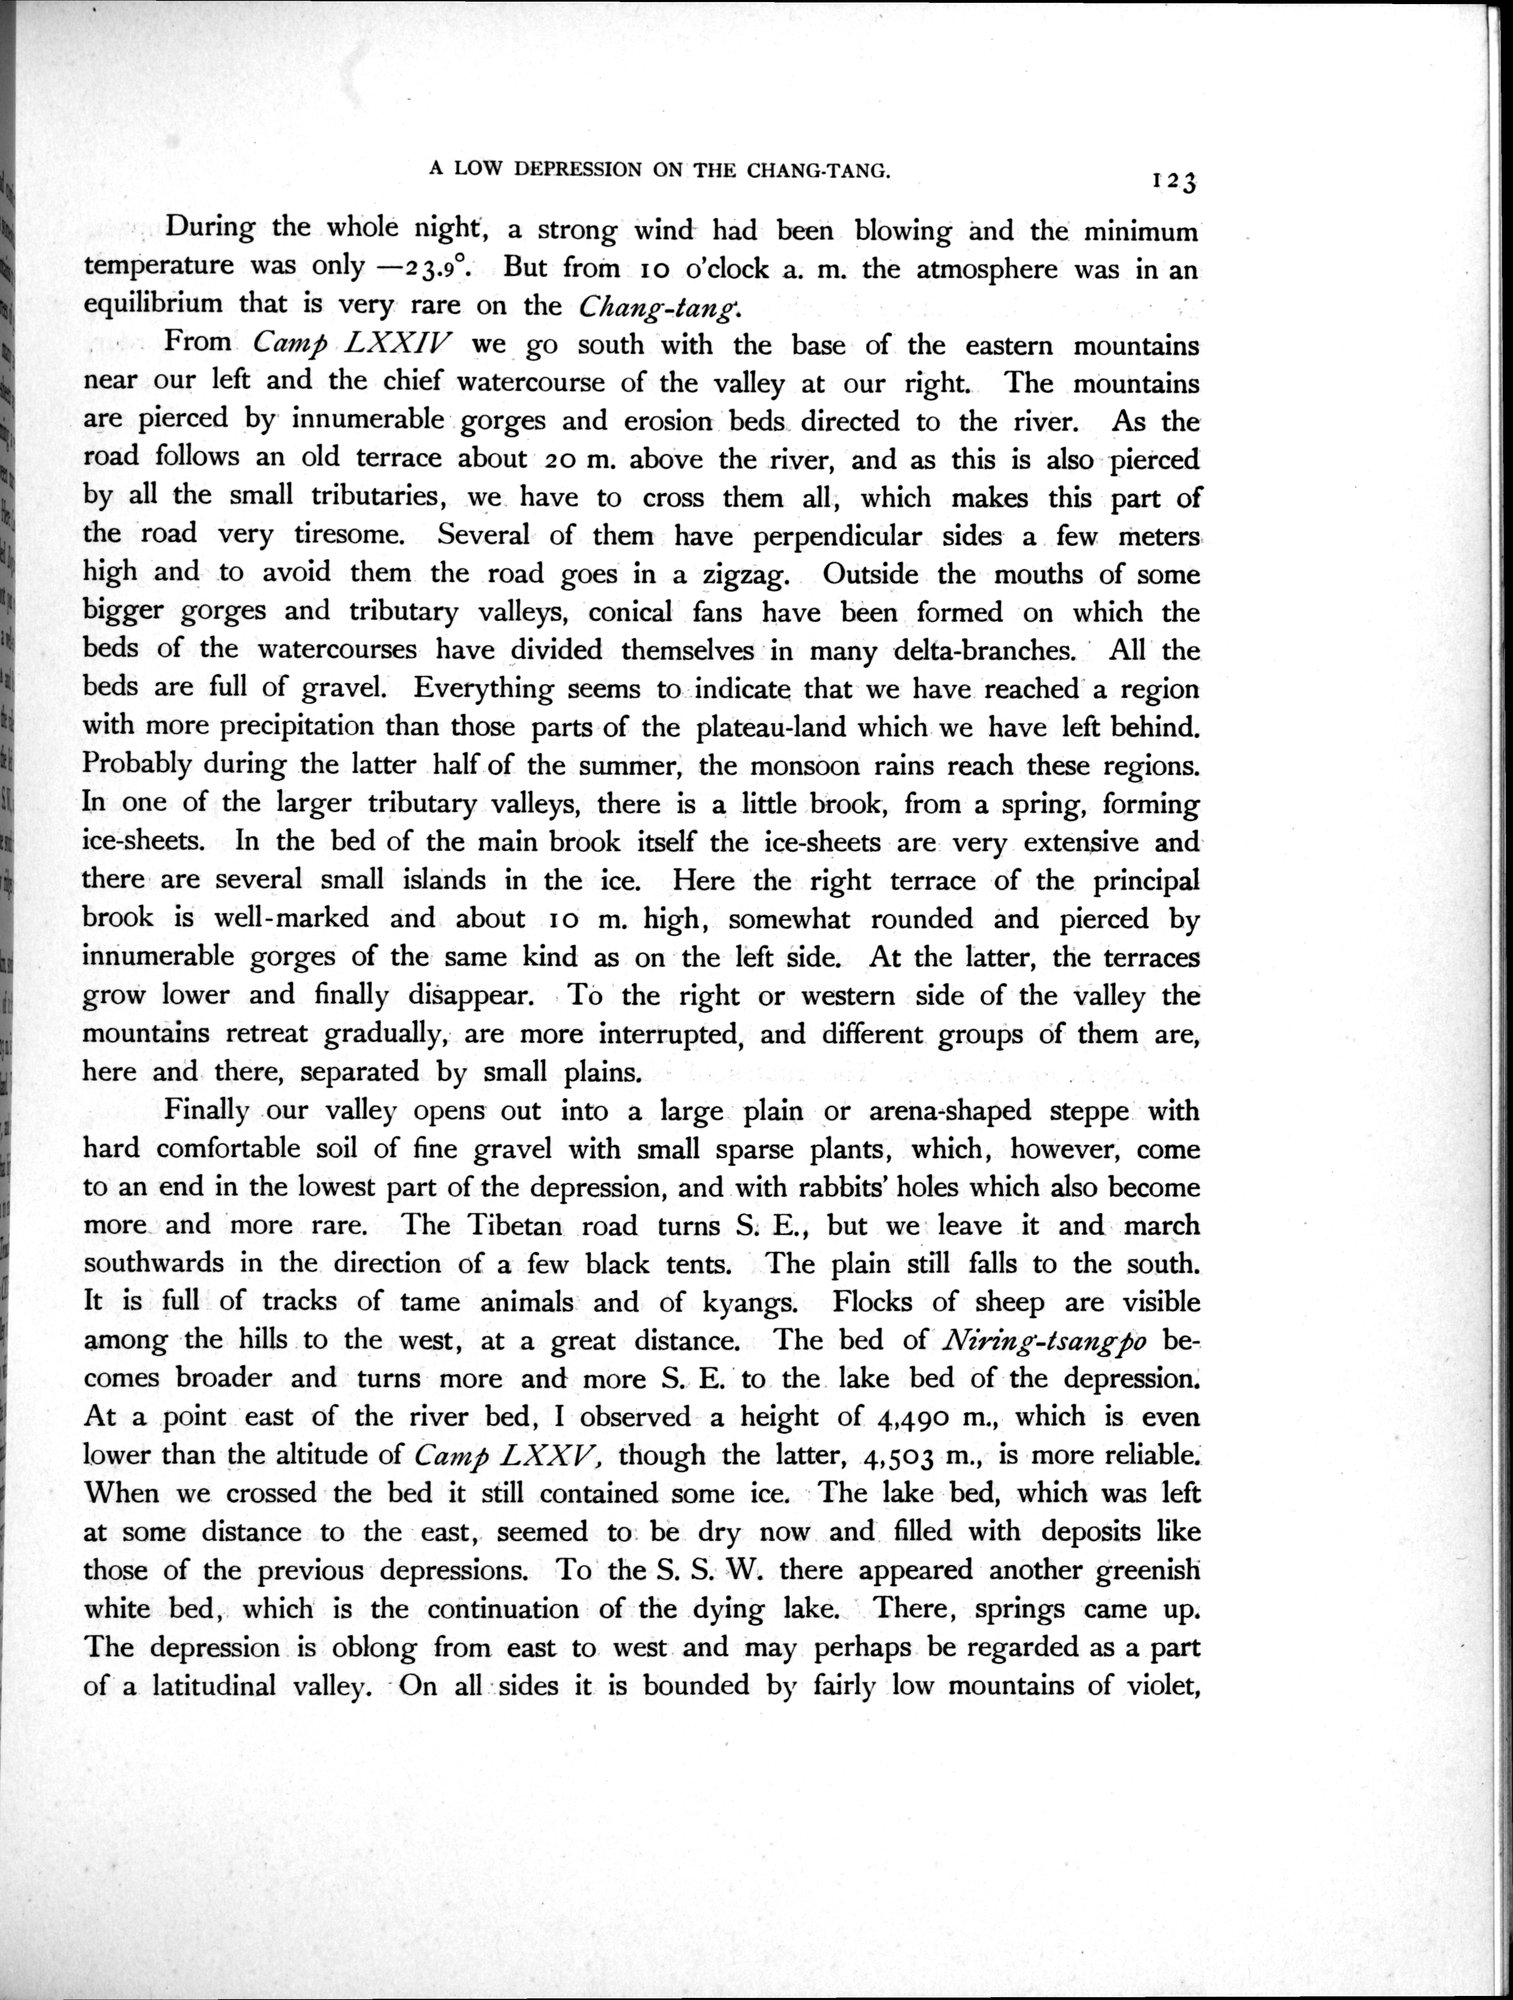 A LOW DEPRESSION ON THE CHANG-TANG.
123
During the whole night, a strong wind had been blowing and the minimum
temperature was only —23.9°. But from 10 o'clock a. m. the atmosphere was in an
equilibrium that is very rare on the Chang-tang.
From Camp LXXIV we go south with the base of the eastern mountains
near our left and the chief watercourse of the valley at our right. The mountains
are pierced by innumerable gorges and erosion beds directed to the river. As the
road follows an old terrace about 20 m. above the river, and as this is also pierced
by all the small tributaries, we have to cross them all, which makes this part of
the road very tiresome. Several of them have perpendicular sides a few meters
high and to avoid them the road goes in a zigzag. Outside the mouths of some
bigger gorges and tributary valleys, conical fans have been formed on which the
beds of the watercourses have divided themselves in many delta-branches. All the
beds are full of gravel. Everything seems to indicate that we have reached a region
with more precipitation than those parts of the plateau-land which we have left behind.
Probably during the latter half of the summer, the monsoon rains reach these regions.
In one of the larger tributary valleys, there is a little brook, from a spring, forming
ice-sheets. In the bed of the main brook itself the ice-sheets are very extensive and
there are several small islands in the ice. Here the right terrace of the principal
brook is well-marked and about 10 m. high, somewhat rounded and pierced by
innumerable gorges of the same kind as on the left side. At the latter, the terraces
grow lower and finally disappear. To the right or western side of the valley the
mountains retreat gradually, are more interrupted, and different groups of them are,
here and there, separated by small plains.
Finally our valley opens out into a large plain or arena-shaped steppe with
hard comfortable soil of fine gravel with small sparse plants, which, however, come
to an end in the lowest part of the depression, and with rabbits' holes which also become
more and more rare. The Tibetan road turns S. E., but we leave it and march
southwards in the direction of a few black tents. The plain still falls to the south.
It is full of tracks of tame animals and of kyangs. Flocks of sheep are visible
among the hills to the west, at a great distance. The bed of Niring-tsangpo be-
comes broader and turns more and more S. E. to the lake bed of the depression.
At a point east of the river bed, I observed a height of 4,490 m., which is even
lower than the altitude of Camp LXXV, though the latter, 4,503 m., is more reliable.
When we crossed the bed it still contained some ice. The lake bed, which was left
at some distance to the east, seemed to be dry now and filled with deposits like
those of the previous depressions. To the S. S. W. there appeared another greenish
white bed, which is the continuation of the dying lake. There, springs came up.
The depression is oblong from east to west and may perhaps be regarded as a part
of a latitudinal valley. On all sides it is bounded by fairly low mountains of violet,